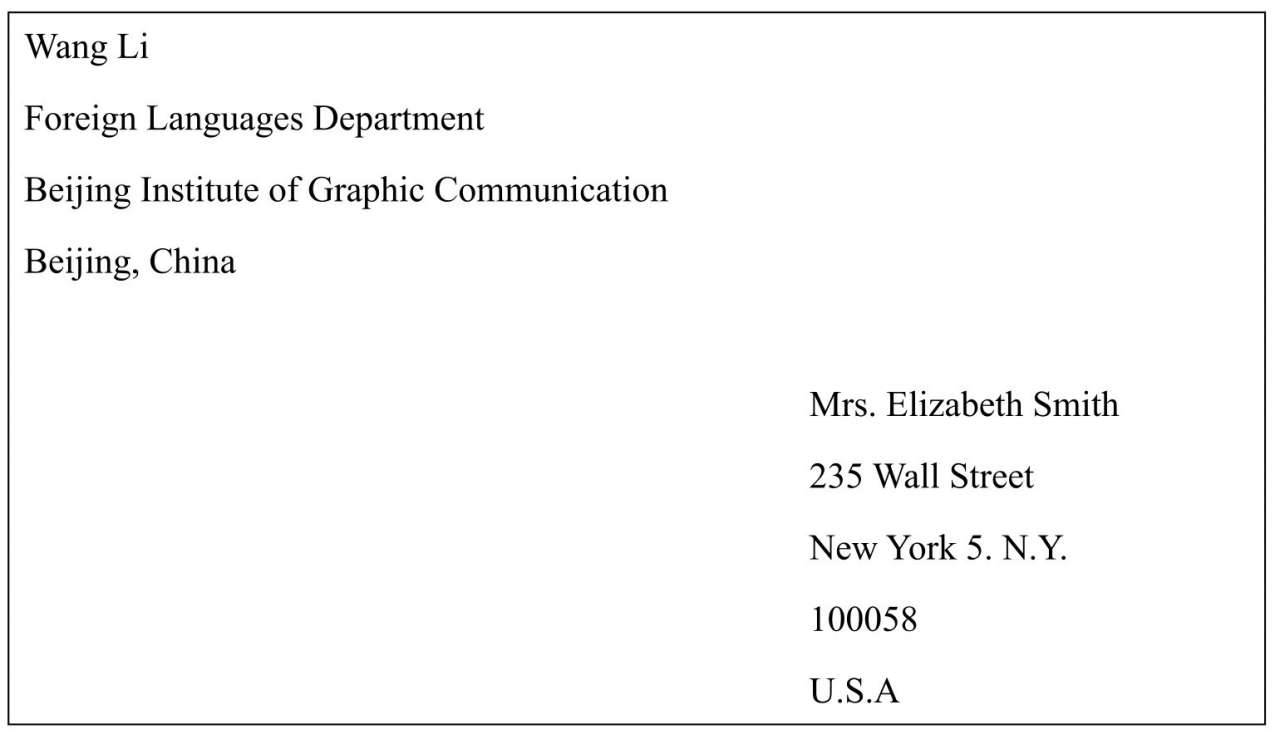 Wang Li
Foreign Languages Department
Beijing Institute of Graphic Communication
Beijing, China
Mrs. Elizabeth Smith
235 Wall Street
New York 5. N.Y.
100058
U.S.A